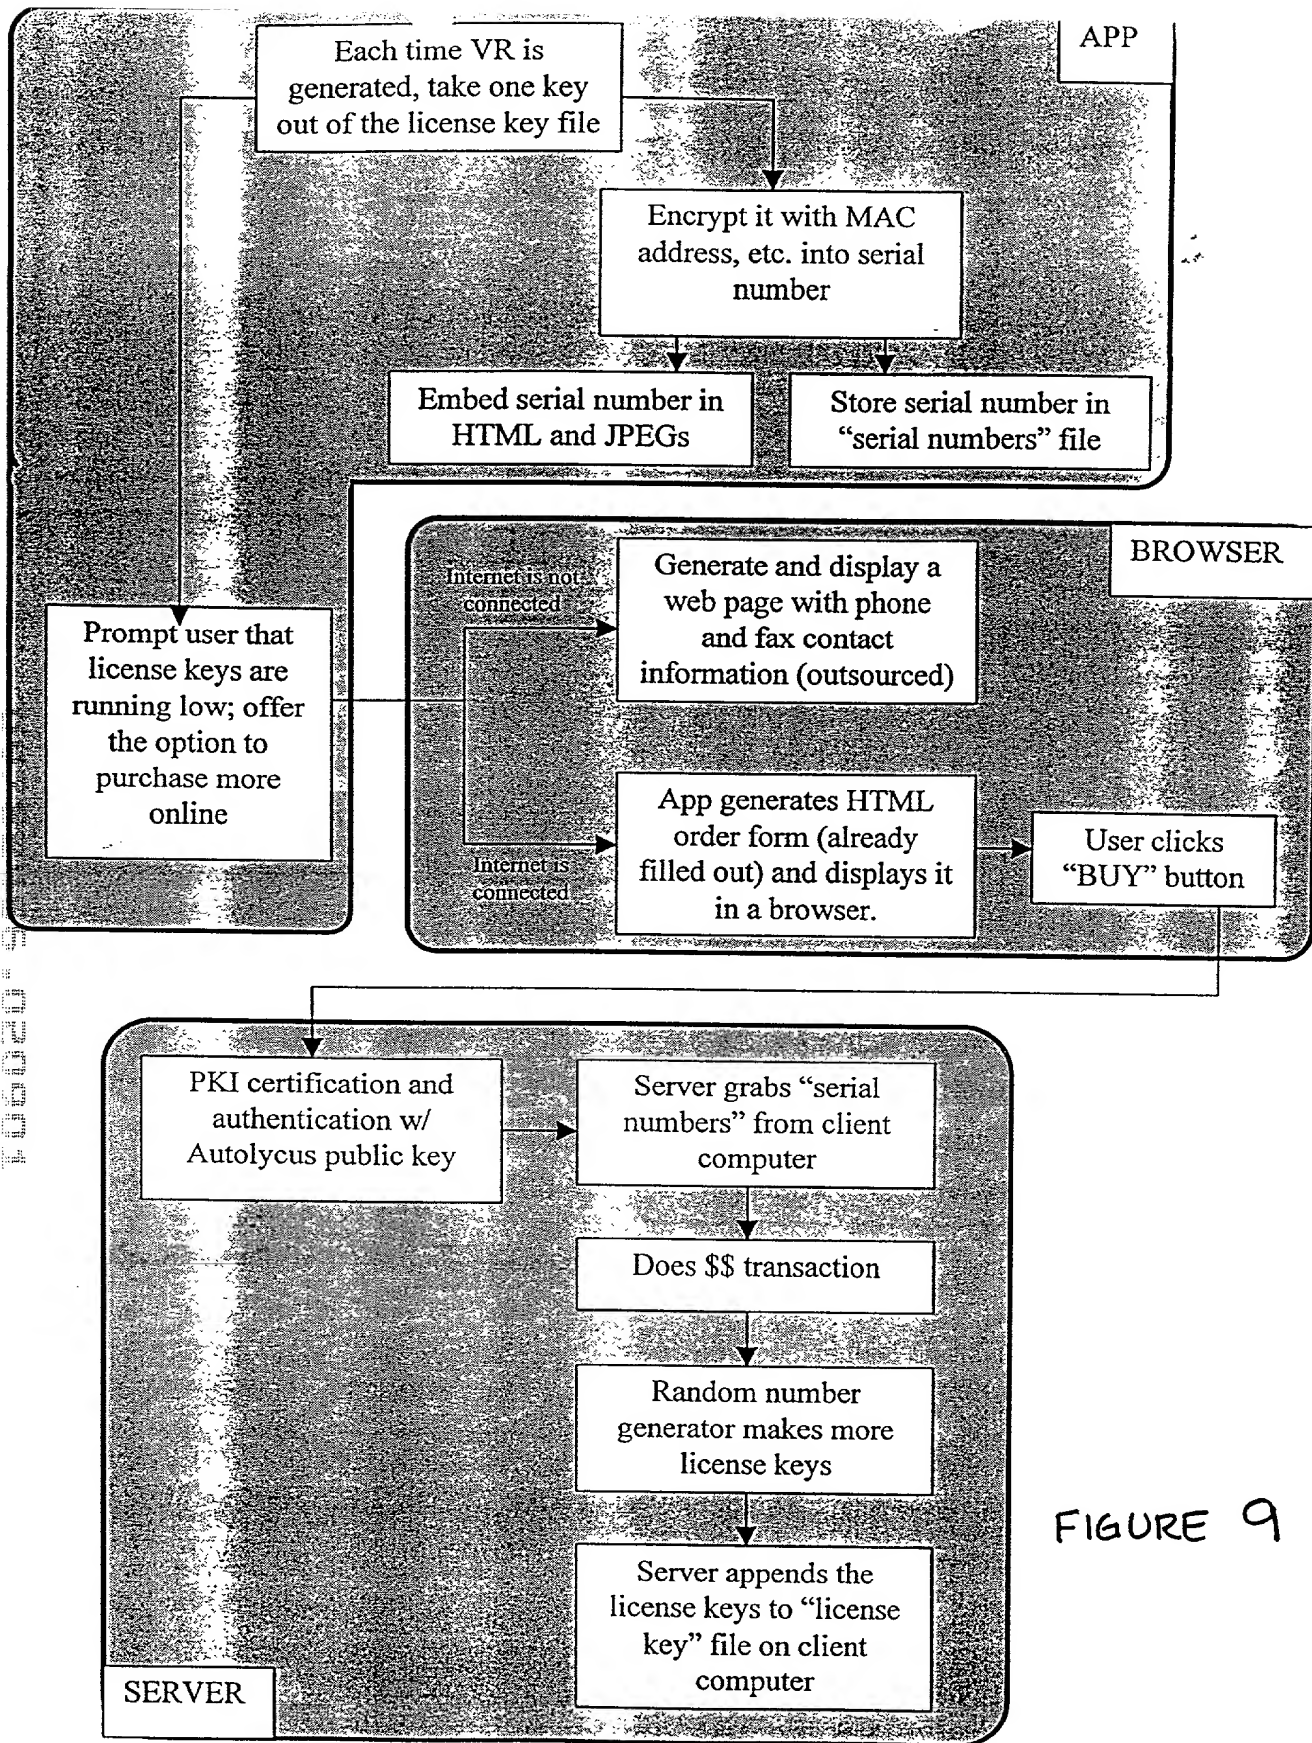 APP
Each time VR is
generated, take one key
out of the license key file
Encrypt it with MAC
address, etc. into serial
number
Embed serial number in
HTML and JPEGs
Store serial number in
“serial numbers” file
Prompt user that
license keys are
running low; offer
the option to
purchase more
online
BROWSER
Internet is not
connected
Generate and display a
web page with phone
and fax contact
information (outsourced)
Internet is
connected
App generates HTML
order form (already
filled out) and displays it
in a browser.
User clicks
“BUY” button
PKI certification and
authentication w/
Autolycus public key
Server grabs “serial
numbers” from client
computer
Does $$ transaction
Random number
generator makes more
license keys
Server appends the
license keys to “license
key” file on client
computer
SERVER
FIGURE 9